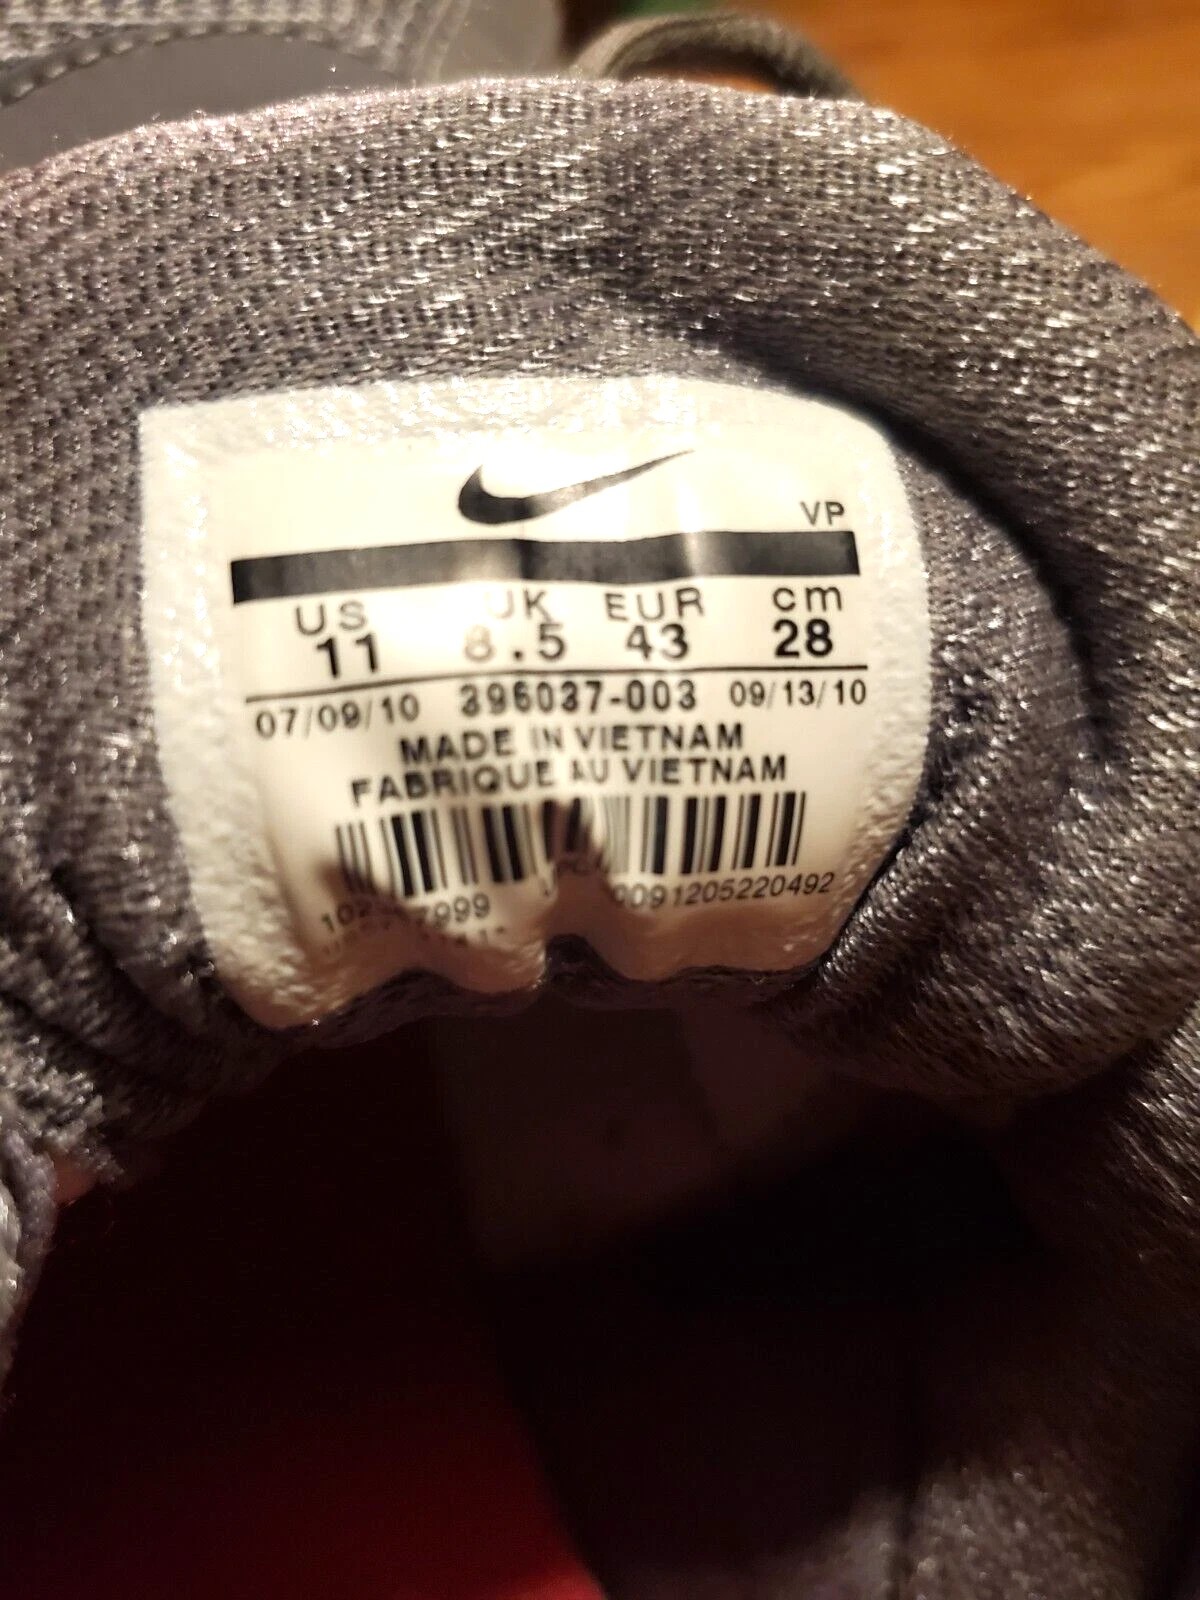 VP
US UK EUR cm
11 8.5 43 28
07/09/10 396037-003 09/13/10
MADE IN VIETNAM
FABRIQUE AU VIETNAM